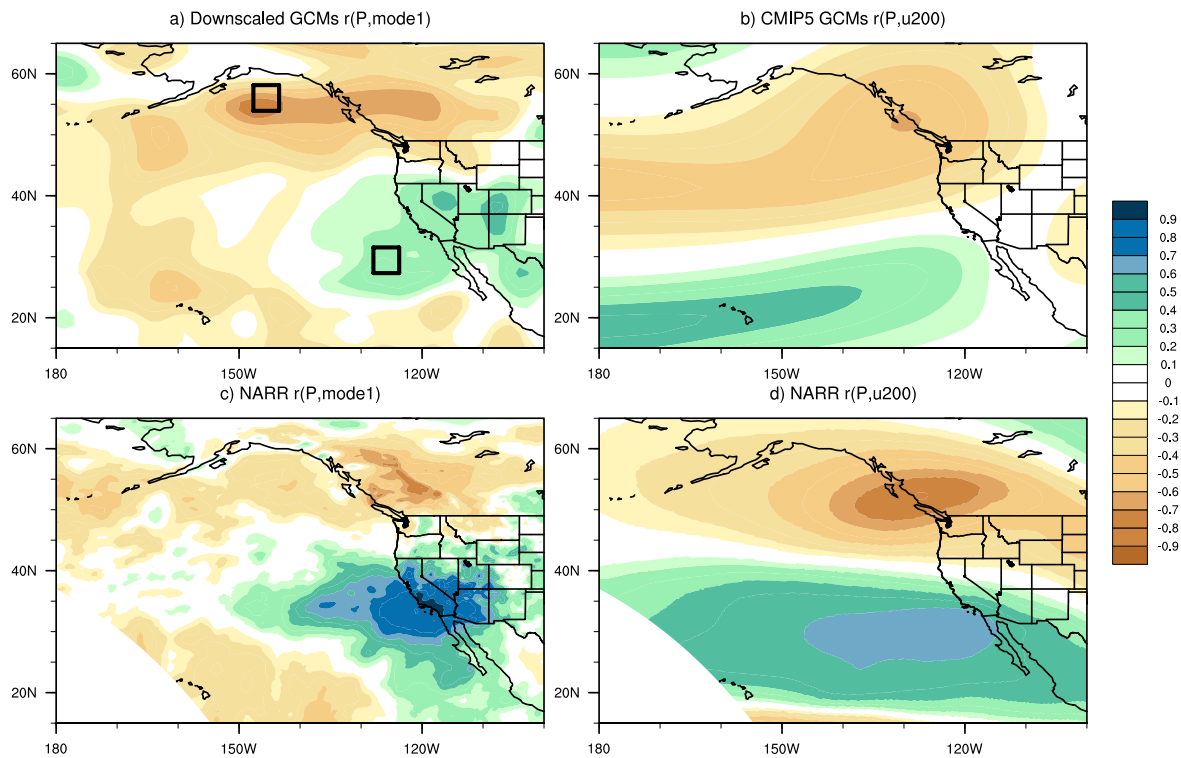 a) Downscaled GCMs r(P,mode1)
b) CMIP5 GCMs r(P,u200)
60N
40N
20N
180
150W
120W
60N
40N
20N
180
150W
120W
c) NARR r(P,mode1)
d) NARR r(P,u200)
60N
40N
20N
180
150W
120W
60N
40N
20N
180
150W
120W
0.9
0.8
0.7
0.6
0.5
0.4
0.3
0.2
0.1
0
-0.1
-0.2
-0.3
-0.4
-0.5
-0.6
-0.7
-0.8
-0.9